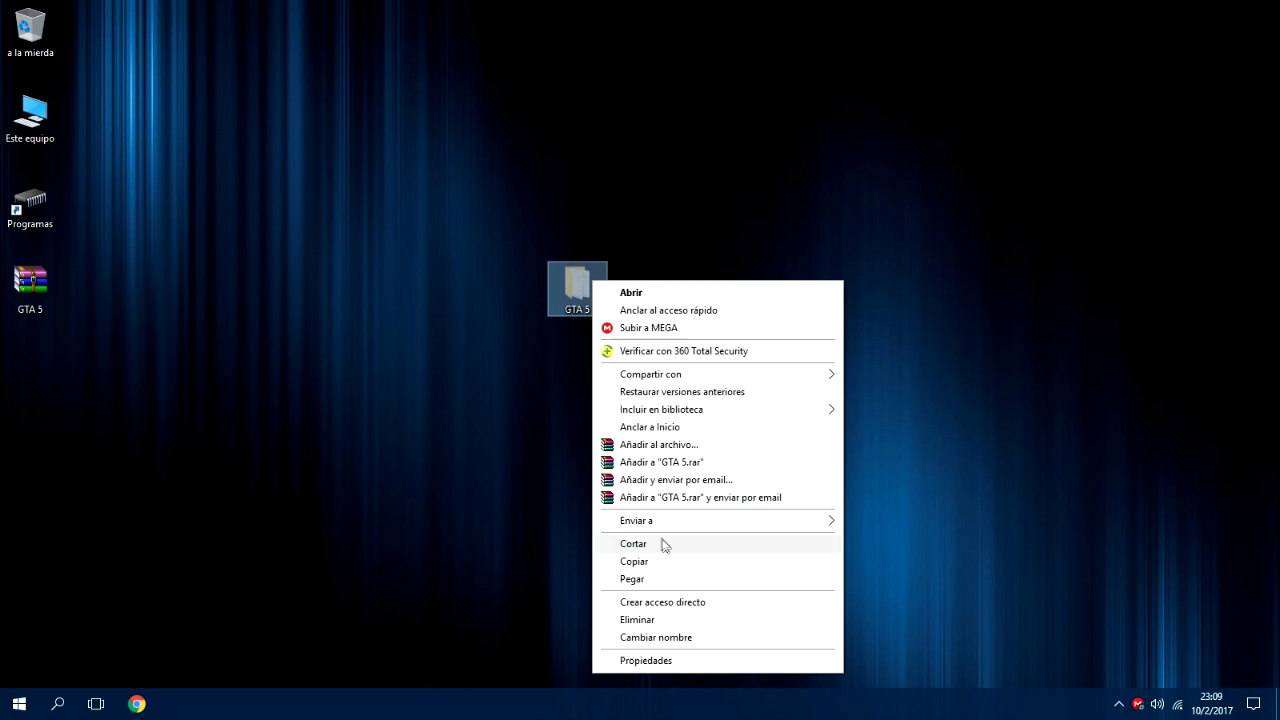 a la mierda
Este equipo
Programas
GTA 5
GTA 5
Abrir
Anclar al acceso rápido
Subir a MEGA
Verificar con 360 Total Security
Compartir con
Restaurar versiones anteriores
Incluir en biblioteca
Anclar a Inicio
Añadir al archivo...
Añadir a "GTA 5.rar"
Añadir y enviar por email...
Añadir a "GTA 5.rar" y enviar por email
Enviar a
Cortar
Copiar
Pegar
Crear acceso directo
Eliminar
Cambiar nombre
Propiedades
23:09
10/2/2017